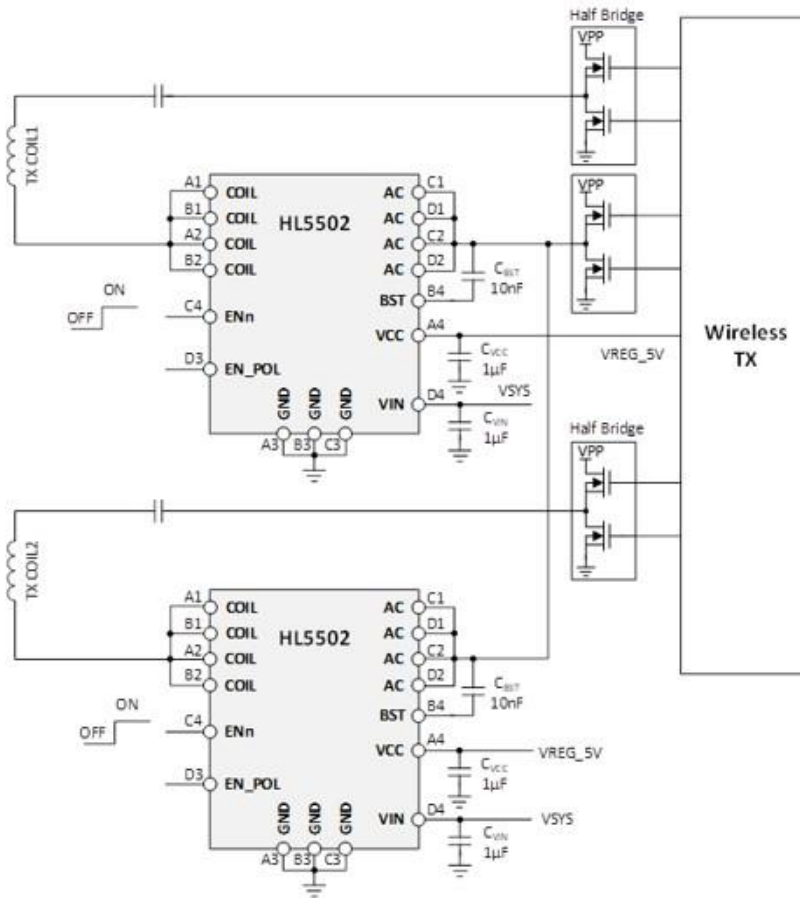 Half Bridge
VPP
TX COIL1
VPP
A1 COIL AC C1
B1 COIL HL5502 AC D1
A2 COIL AC C2
B2 COIL AC D2
CBST
10nF
ON
OFF
C4 ENn BST B4
VCC A4
Wireless
TX
VREG_5V
CVCC
1µF
D3 EN_POL
VSYS
GND GND GND VIN D4
CVIN
1µF
A3 B3 C3
Half Bridge
VPP
TX COIL2
A1 COIL AC C1
B1 COIL HL5502 AC D1
A2 COIL AC C2
B2 COIL AC D2
CBST
10nF
ON
OFF
C4 ENn BST B4
VCC A4 VREG_5V
CVCC
1µF
D3 EN_POL
GND GND GND VIN D4 VSYS
CVIN
1µF
A3 B3 C3